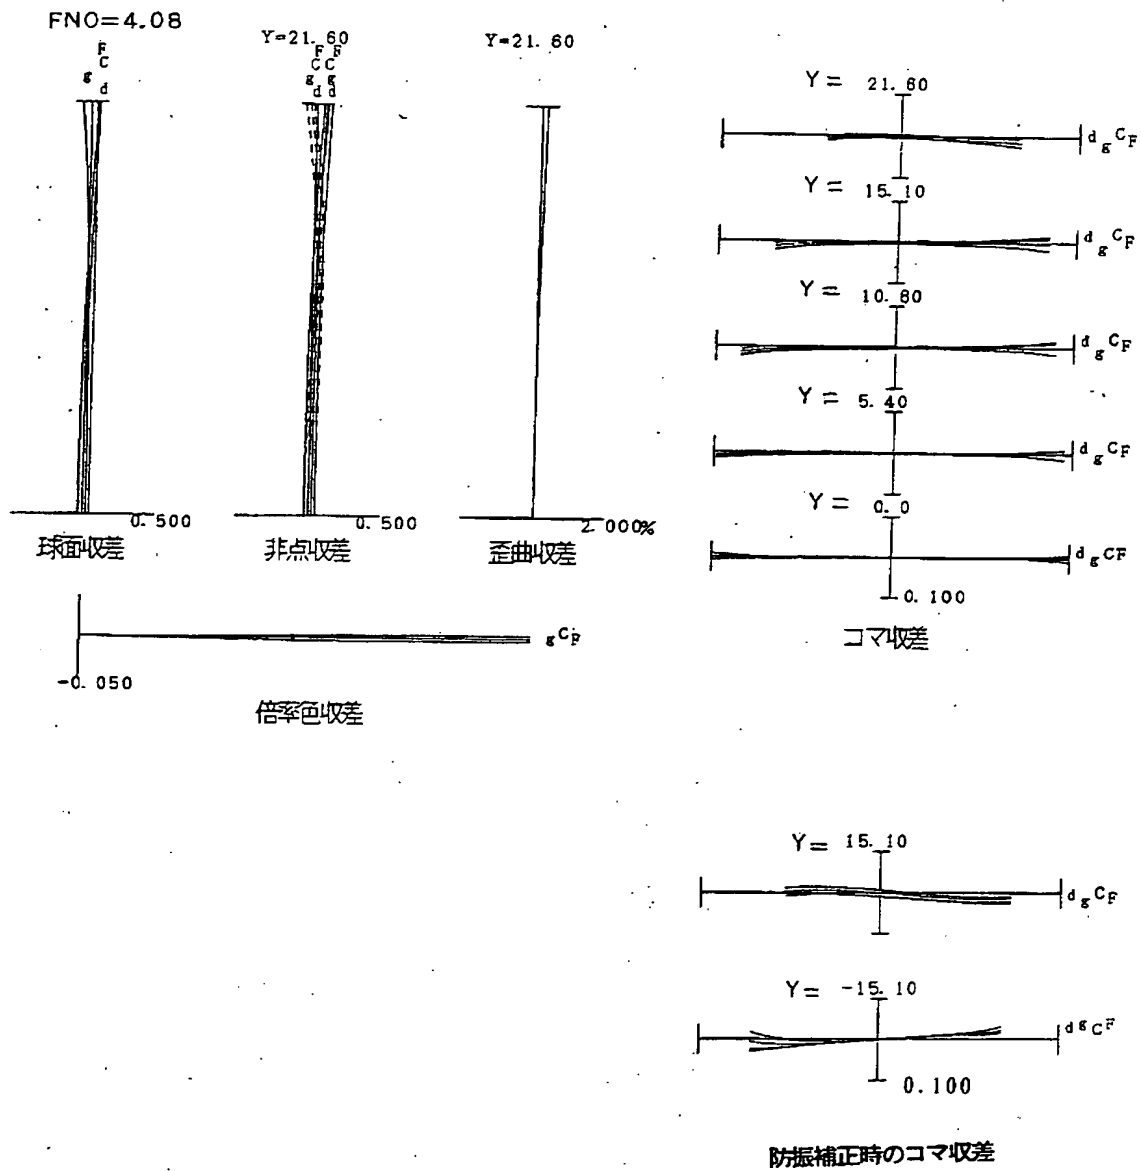 FNO=4.08
F
C
g d
Y=21.60
F F
C C
g g
d d
Y=21.60
0.500
球面収差
0.500
非点収差
2.000%
歪曲収差
g C F
-0.050
倍率色収差
Y= 21.60
d g C F
Y= 15.10
d g C F
Y= 10.80
d g C F
Y= 5.40
d g C F
Y= 0.0
d g C F
0.100
コマ収差
Y= 15.10
d g C F
Y= -15.10
d g C F
0.100
防振補正時のコマ収差